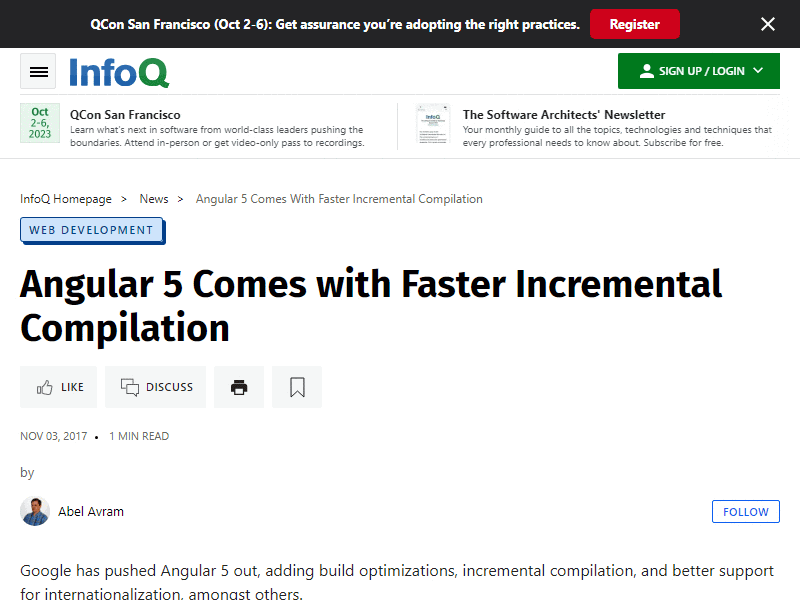 QCon San Francisco (Oct 2-6): Get assurance you're adopting the right practices.
Register
InfoQ
SIGN UP / LOGIN
Oct
2-6,
2023
QCon San Francisco
Learn what's next in software from world-class leaders pushing the
boundaries. Attend in-person or get video-only pass to recordings.
InfoQ
The Software Architects' Newsletter
Your monthly guide to all the topics, technologies and techniques that
every professional needs to know about. Subscribe for free.
InfoQ Homepage > News > Angular 5 Comes With Faster Incremental Compilation
WEB DEVELOPMENT
Angular 5 Comes with Faster Incremental
Compilation
LIKE
DISCUSS
NOV 03, 2017 • 1 MIN READ
by
Abel Avram
FOLLOW
Google has pushed Angular 5 out, adding build optimizations, incremental compilation, and better support
for internationalization, amongst others.